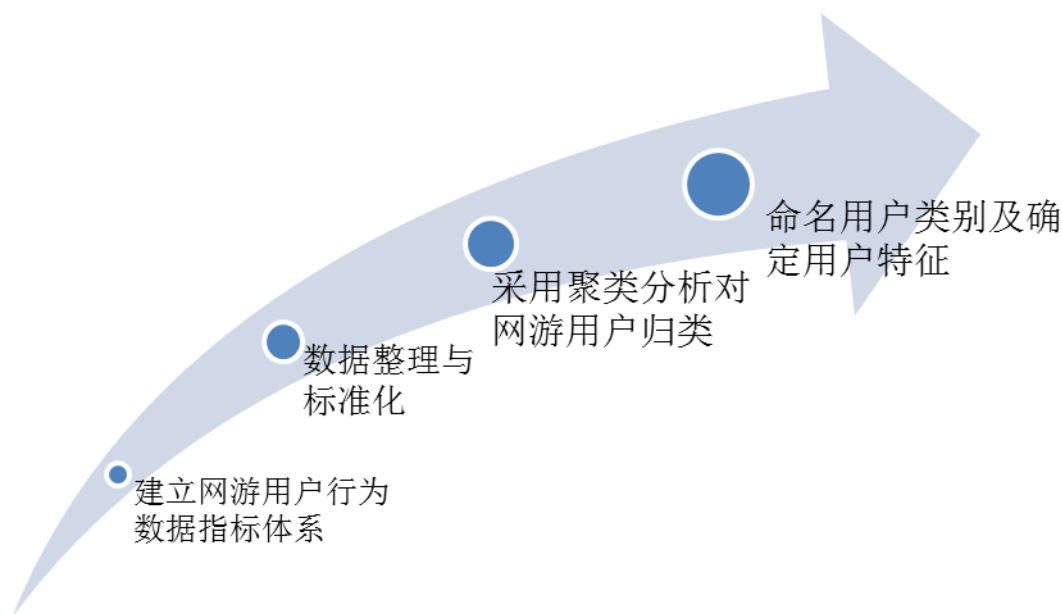 建立网游用户行为
数据指标体系
数据整理与
标准化
采用聚类分析对
网游用户归类
命名用户类别及确
定用户特征